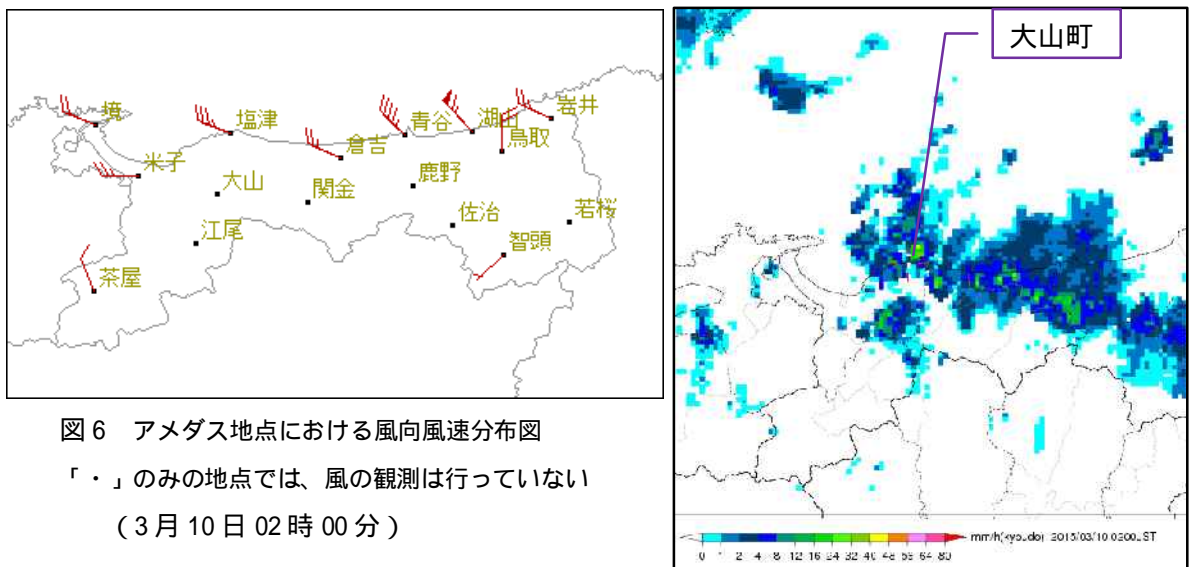 境
塩津
青谷
湖山
岩井
倉吉
鳥取
米子
大山
関金
鹿野
佐治
若桜
江尾
智頭
茶屋
図6 アメダス地点における風向風速分布図
「・」のみの地点では、風の観測は行っていない
(3月10日02時00分)
大山町
0 1 2 4 8 12 16 24 32 40 48 56 64 80
mm/h(kyoudo) 2015/03/10 0200LST